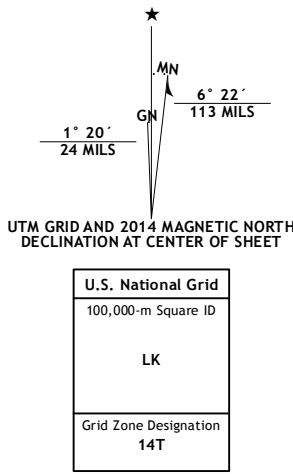 MN
GN
6° 22´
113 MILS
1° 20´
24 MILS
UTM GRID AND 2014 MAGNETIC NORTH
DECLINATION AT CENTER OF SHEET
U.S. National Grid
100,000-m Square ID
LK
Grid Zone Designation
14T